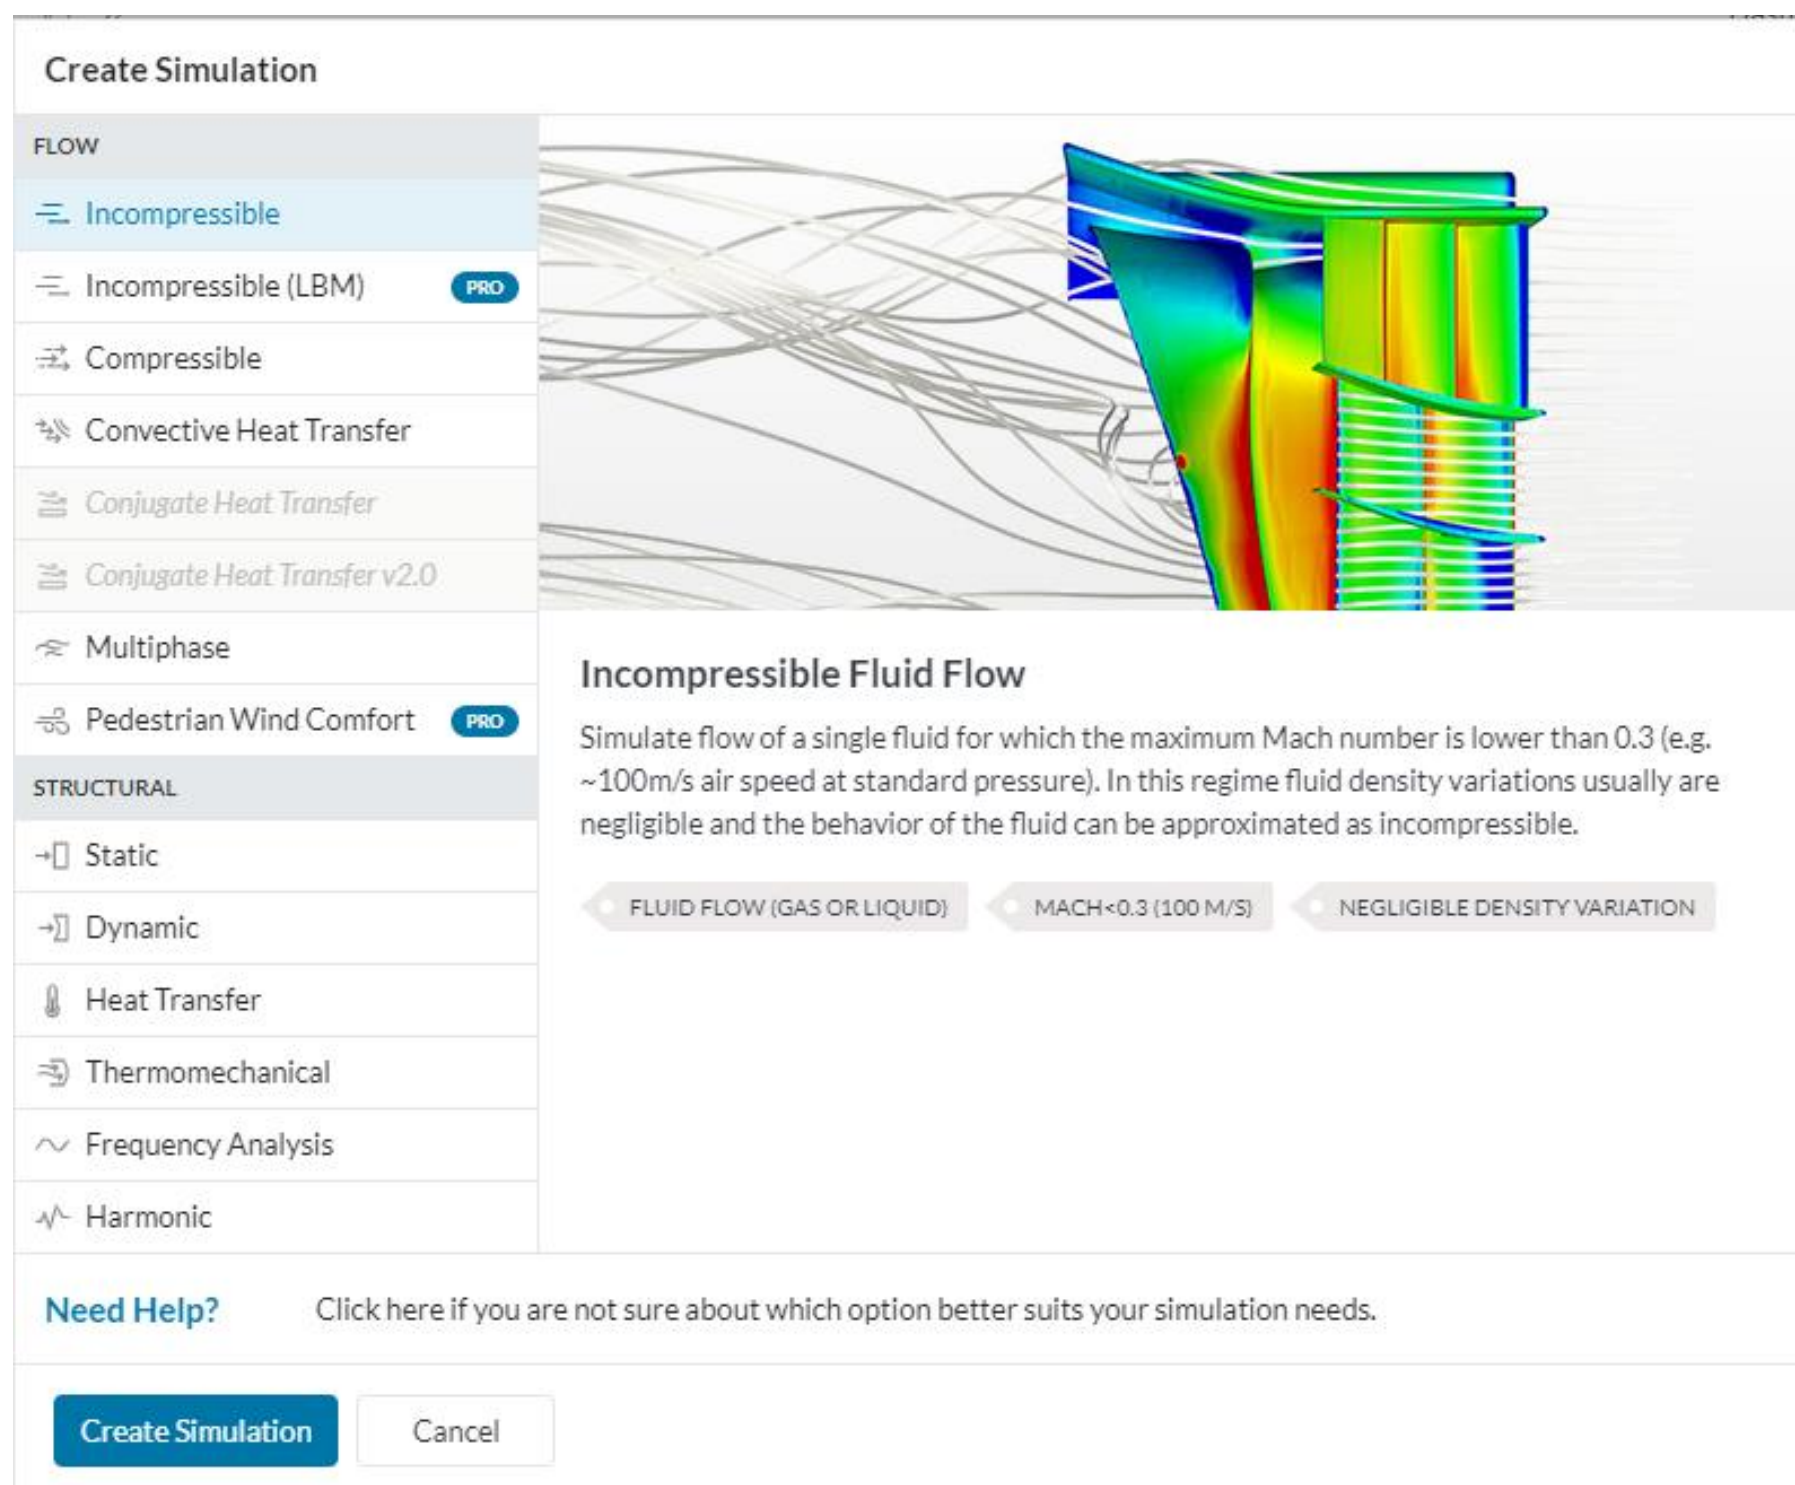 Create Simulation
FLOW
Incompressible
Incompressible (LBM) PRO
Compressible
Convective Heat Transfer
Conjugate Heat Transfer
Conjugate Heat Transfer v2.0
Multiphase
Pedestrian Wind Comfort PRO
STRUCTURAL
Static
Dynamic
Heat Transfer
Thermomechanical
Frequency Analysis
Harmonic
Incompressible Fluid Flow
Simulate flow of a single fluid for which the maximum Mach number is lower than 0.3 (e.g.
~100m/s air speed at standard pressure). In this regime fluid density variations usually are
negligible and the behavior of the fluid can be approximated as incompressible.
FLUID FLOW (GAS OR LIQUID) MACH<0.3 (100 M/S) NEGLIGIBLE DENSITY VARIATION
Need Help? Click here if you are not sure about which option better suits your simulation needs.
Create Simulation Cancel